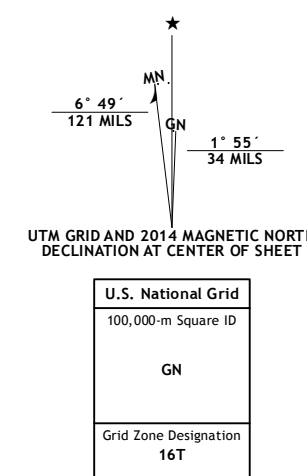 ★
MN
6° 49´
121 MILS
GN
1° 55´
34 MILS
UTM GRID AND 2014 MAGNETIC NORT
DECLINATION AT CENTER OF SHEET
U.S. National Grid
100,000-m Square ID
GN
Grid Zone Designation
16T